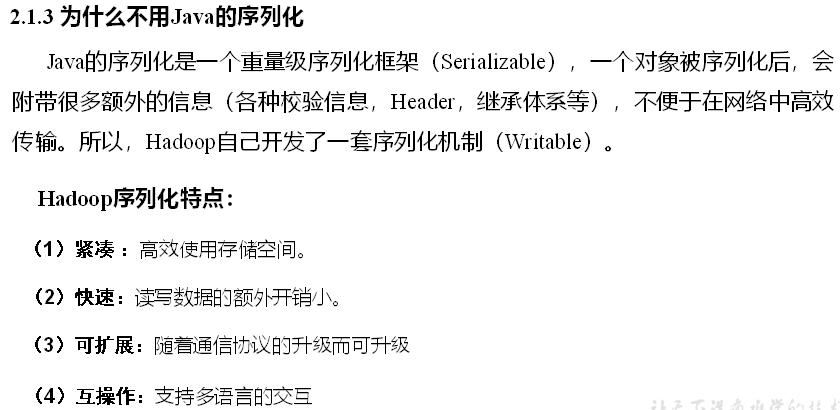 2.1.3 为什么不用Java的序列化
Java的序列化是一个重量级序列化框架（Serializable），一个对象被序列化后，会
附带很多额外的信息（各种校验信息，Header，继承体系等），不便于在网络中高效
传输。所以，Hadoop自己开发了一套序列化机制（Writable）。
Hadoop序列化特点：
（1）紧凑 ：高效使用存储空间。
（2）快速：读写数据的额外开销小。
（3）可扩展：随着通信协议的升级而可升级
（4）互操作：支持多语言的交互